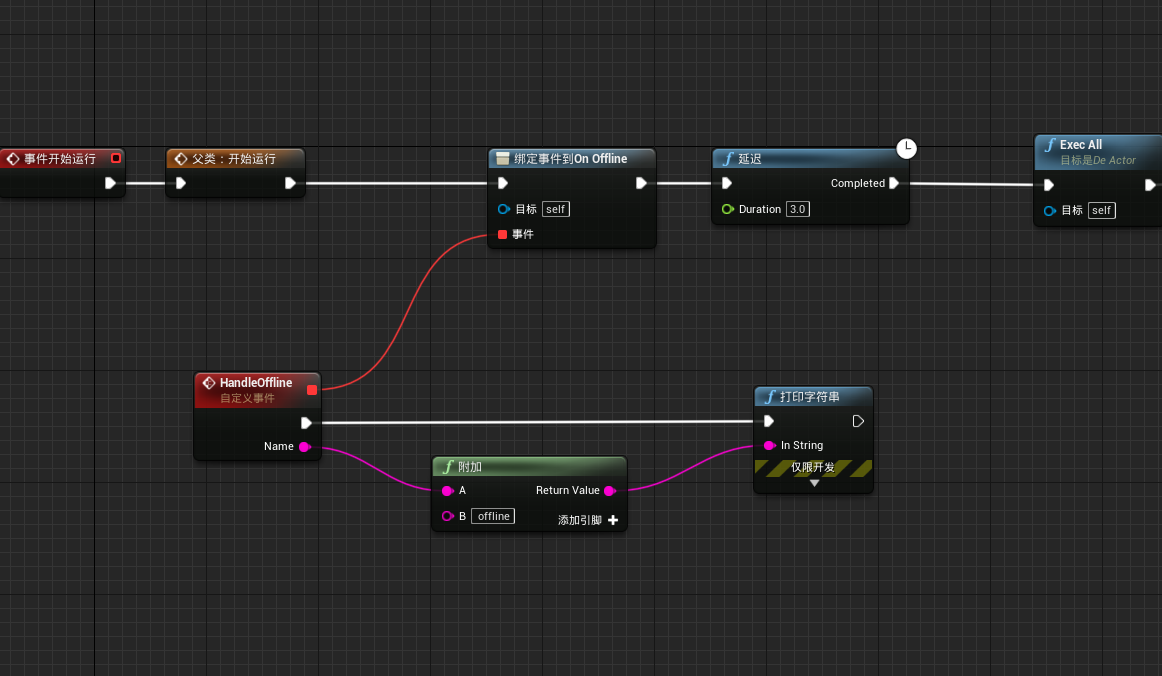 事件开始运行
父类：开始运行
绑定事件到On Offline
目标 self
事件
延迟
Completed
Duration 3.0
Exec All
目标是De Actor
目标 self
HandleOffline
自定义事件
Name
附加
A Return Value
B offline 添加引脚
打印字符串
In String
仅限开发